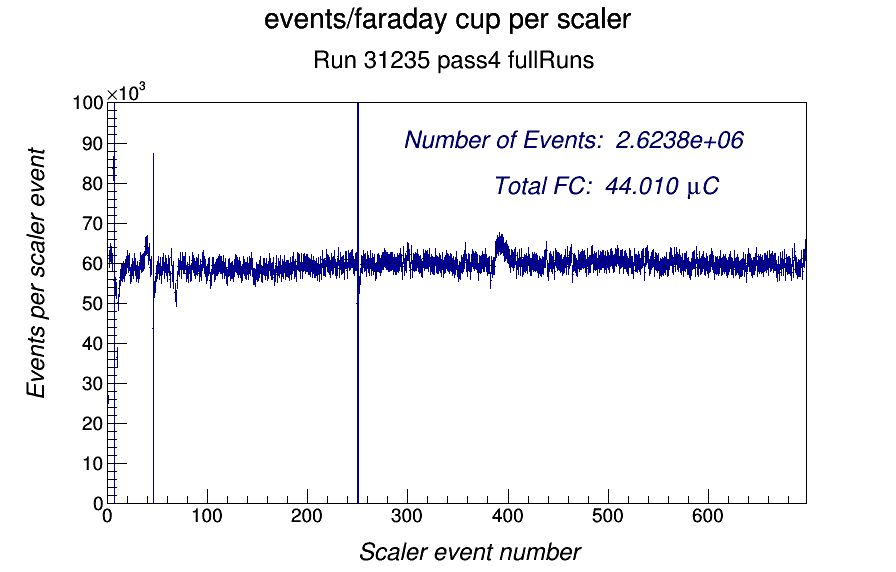 events/faraday cup per scaler
Run 31235 pass4 fullRuns
×10³
100
90
80
70
60
50
40
30
20
10
0
Events per scaler event
Number of Events: 2.6238e+06
Total FC: 44.010 μC
0 100 200 300 400 500 600
Scaler event number